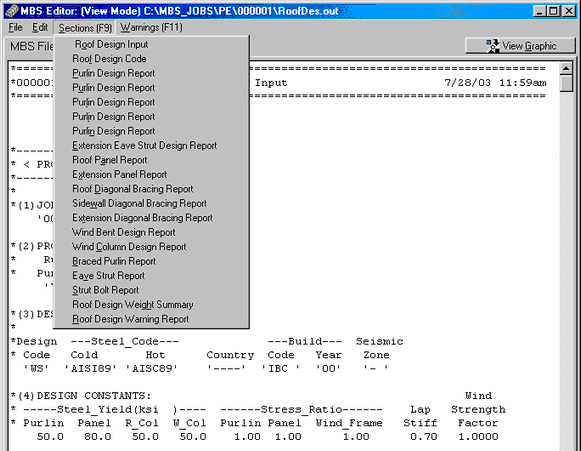 MBS Editor: (View Mode) C:\MBS_JOBS\PE\000001\RoofDes.out
File Edit Sections (F9) Warnings (F11)
MBS File View Graphic
Roof Design Input
Roof Design Code
Purlin Design Report
Purlin Design Report
Purlin Design Report
Purlin Design Report
Purlin Design Report
Extension Eave Strut Design Report
Roof Panel Report
Extension Panel Report
Roof Diagonal Bracing Report
Sidewall Diagonal Bracing Report
Extension Diagonal Bracing Report
Wind Bent Design Report
Wind Column Design Report
Braced Purlin Report
Eave Strut Report
Strut Bolt Report
Roof Design Weight Summary
Roof Design Warning Report
*=====
*00000 Input 7/28/03 11:59am
*=====
*-----
* < PRO
*-----
*
*(1)JO
'00
*(2)PRO
* Ru
* Pu
'
*(3)DES
*
*Design ---Steel_Code--- ---Build--- Seismic
* Code Cold Hot Country Code Year Zone
'WS' 'AISI89' 'AISC89' '----' 'IBC ' '00' '- '
*(4)DESIGN CONSTANTS: Wind
* -----Steel_Yield(ksi )---- ------Stress_Ratio------ Lap Strength
* Purlin Panel R_Col W_Col Purlin Panel Wind_Frame Stiff Factor
50.0 80.0 50.0 50.0 1.00 1.00 1.00 0.70 1.0000